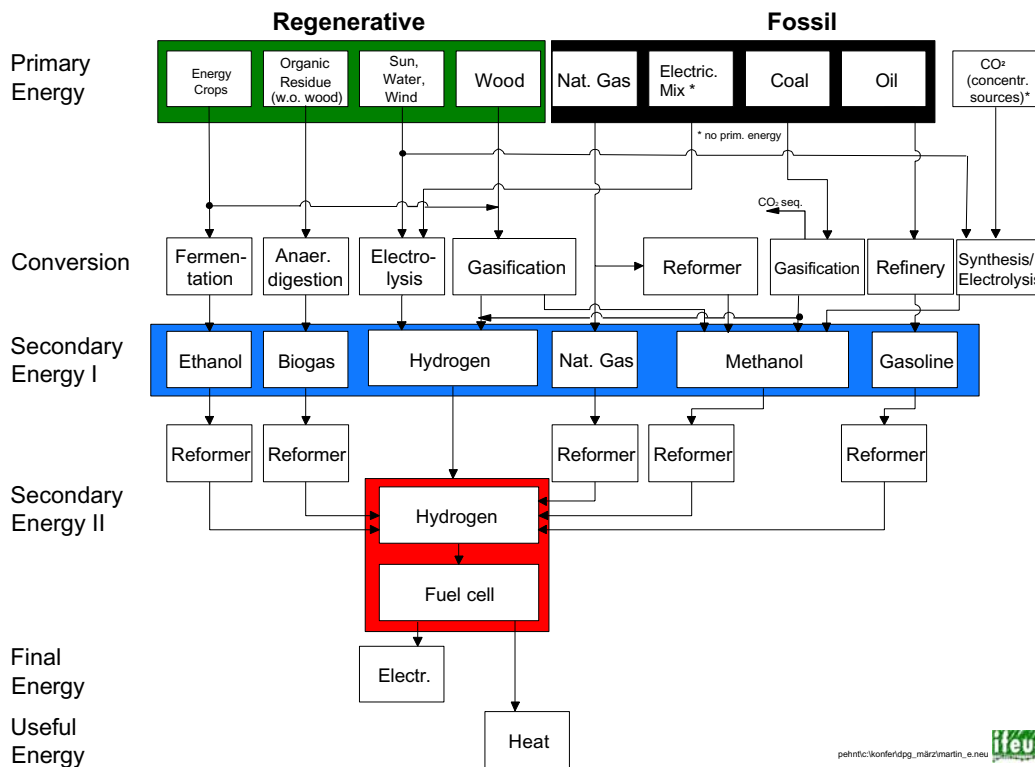 Regenerative
Fossil
Primary
Energy
Energy
Crops
Organic
Residue
(w.o. wood)
Sun,
Water,
Wind
Wood
Nat. Gas
Electric.
Mix *
Coal
Oil
CO²
(concentr.
sources)*
* no prim. energy
CO₂ seq.
Conversion
Fermen-
tation
Anaer.
digestion
Electro-
lysis
Gasification
Reformer
Gasification
Refinery
Synthesis/
Electrolysis
Secondary
Energy I
Ethanol
Biogas
Hydrogen
Nat. Gas
Methanol
Gasoline
Reformer
Reformer
Reformer
Reformer
Reformer
Secondary
Energy II
Hydrogen
Fuel cell
Final
Energy
Electr.
Useful
Energy
Heat
pehnt\c:\konfer\dpg_märz\martin_e.neu
ifeu